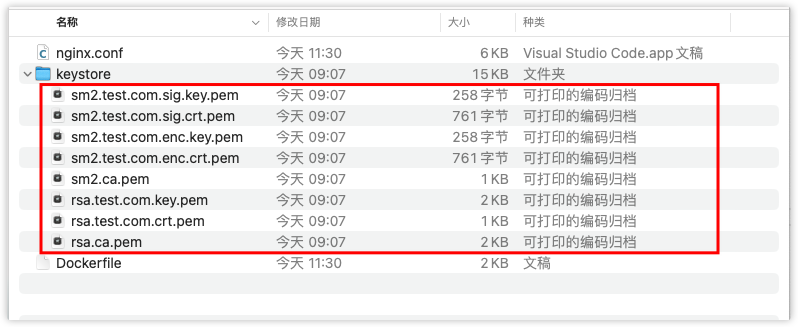 名称 修改日期 大小 种类
nginx.conf 今天 11:30 6 KB Visual Studio Code.app 文稿
keystore 今天 09:07 15 KB 文件夹
sm2.test.com.sig.key.pem 今天 09:07 258 字节 可打印的编码归档
sm2.test.com.sig.crt.pem 今天 09:07 761 字节 可打印的编码归档
sm2.test.com.enc.key.pem 今天 09:07 258 字节 可打印的编码归档
sm2.test.com.enc.crt.pem 今天 09:07 761 字节 可打印的编码归档
sm2.ca.pem 今天 09:07 1 KB 可打印的编码归档
rsa.test.com.key.pem 今天 09:07 2 KB 可打印的编码归档
rsa.test.com.crt.pem 今天 09:07 1 KB 可打印的编码归档
rsa.ca.pem 今天 09:07 2 KB 可打印的编码归档
Dockerfile 今天 11:30 2 KB 文稿